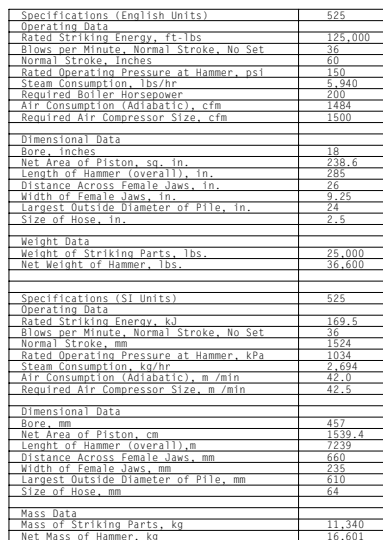 Specifications (English Units) 525
Operating Data
Rated Striking Energy, ft-lbs 125,000
Blows per Minute, Normal Stroke, No Set 36
Normal Stroke, Inches 60
Rated Operating Pressure at Hammer, psi 150
Steam Consumption, lbs/hr 5,940
Required Boiler Horsepower 200
Air Consumption (Adiabatic), cfm 1484
Required Air Compressor Size, cfm 1500
Dimensional Data
Bore, inches 18
Net Area of Piston, sq. in. 238.6
Length of Hammer (overall), in. 285
Distance Across Female Jaws, in. 26
Width of Female Jaws, in. 9.25
Largest Outside Diameter of Pile, in. 24
Size of Hose, in. 2.5
Weight Data
Weight of Striking Parts, lbs. 25,000
Net Weight of Hammer, lbs. 36,600
Specifications (SI Units) 525
Operating Data
Rated Striking Energy, kJ 169.5
Blows per Minute, Normal Stroke, No Set 36
Normal Stroke, mm 1524
Rated Operating Pressure at Hammer, kPa 1034
Steam Consumption, kg/hr 2,694
Air Consumption (Adiabatic), m /min 42.0
Required Air Compressor Size, m /min 42.5
Dimensional Data
Bore, mm 457
Net Area of Piston, cm 1539.4
Lenght of Hammer (overall),m 7239
Distance Across Female Jaws, mm 660
Width of Female Jaws, mm 235
Largest Outside Diameter of Pile, mm 610
Size of Hose, mm 64
Mass Data
Mass of Striking Parts, kg 11,340
Net Mass of Hammer, kg 16,601